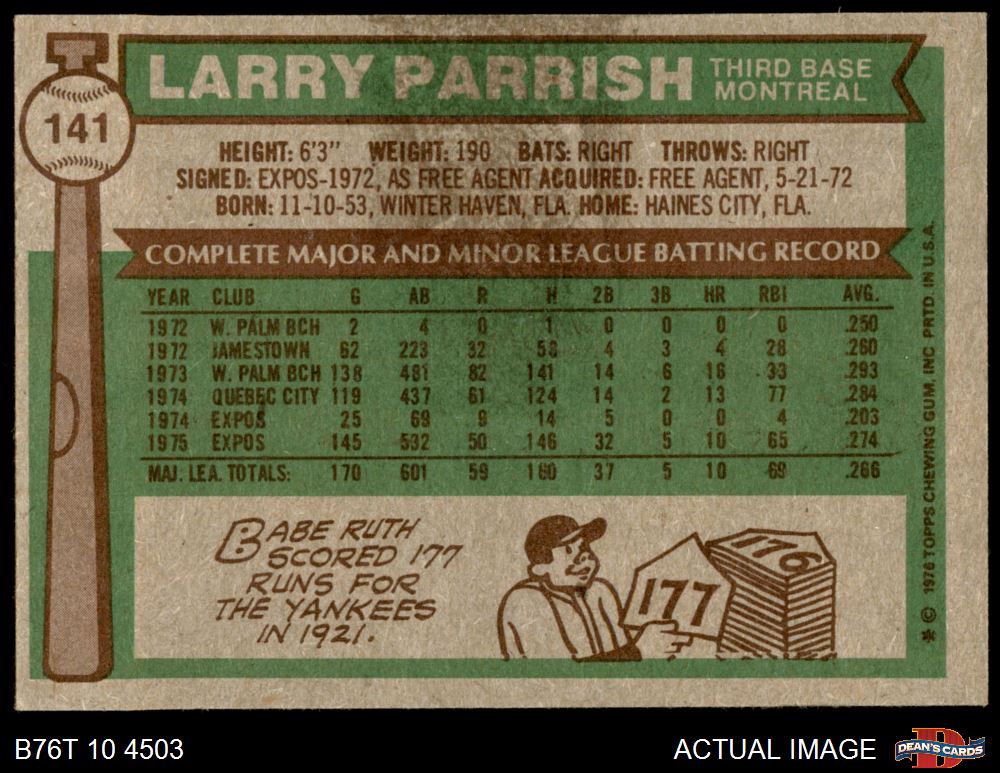 LARRY PARRISH
THIRD BASE
MONTREAL
141
HEIGHT: 6'3" WEIGHT: 190 BATS: RIGHT THROWS: RIGHT
SIGNED: EXPOS-1972, AS FREE AGENT ACQUIRED: FREE AGENT, 5-21-72
BORN: 11-10-53, WINTER HAVEN, FLA. HOME: HAINES CITY, FLA.
COMPLETE MAJOR AND MINOR LEAGUE BATTING RECORD
YEAR CLUB G AB R H 2B 3B HR RBI AVG.
1972 W. PALM BCH 2 4 0 1 0 0 0 0 .250
1972 JAMESTOWN 62 223 32 58 4 3 4 28 .260
1973 W. PALM BCH 138 481 82 141 14 6 16 33 .293
1974 QUEBEC CITY 119 437 61 124 14 2 13 77 .284
1974 EXPOS 25 69 9 14 5 0 0 4 .203
1975 EXPOS 145 532 50 146 32 5 10 65 .274
MAJ. LEA. TOTALS: 170 601 59 160 37 5 10 69 .266
BABE RUTH
SCORED 177
RUNS FOR
THE YANKEES
IN 1921.
177
176
* © 1976 TOPPS CHEWING GUM, INC PRTD. IN U.S.A.
B76T 10 4503
ACTUAL IMAGE
D
DEAN'S CARDS